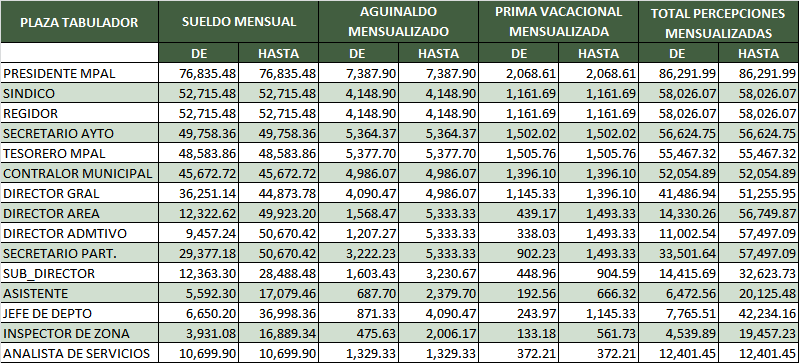 PLAZA TABULADOR SUELDO MENSUAL AGUINALDO MENSUALIZADO PRIMA VACACIONAL MENSUALIZADA TOTAL PERCEPCIONES MENSUALIZADAS
DE HASTA DE HASTA DE HASTA DE HASTA
PRESIDENTE MPAL 76,835.48 76,835.48 7,387.90 7,387.90 2,068.61 2,068.61 86,291.99 86,291.99
SINDICO 52,715.48 52,715.48 4,148.90 4,148.90 1,161.69 1,161.69 58,026.07 58,026.07
REGIDOR 52,715.48 52,715.48 4,148.90 4,148.90 1,161.69 1,161.69 58,026.07 58,026.07
SECRETARIO AYTO 49,758.36 49,758.36 5,364.37 5,364.37 1,502.02 1,502.02 56,624.75 56,624.75
TESORERO MPAL 48,583.86 48,583.86 5,377.70 5,377.70 1,505.76 1,505.76 55,467.32 55,467.32
CONTRALOR MUNICIPAL 45,672.72 45,672.72 4,986.07 4,986.07 1,396.10 1,396.10 52,054.89 52,054.89
DIRECTOR GRAL 36,251.14 44,873.78 4,090.47 4,986.07 1,145.33 1,396.10 41,486.94 51,255.95
DIRECTOR AREA 12,322.62 49,923.20 1,568.47 5,333.33 439.17 1,493.33 14,330.26 56,749.87
DIRECTOR ADMTIVO 9,457.24 50,670.42 1,207.27 5,333.33 338.03 1,493.33 11,002.54 57,497.09
SECRETARIO PART. 29,377.18 50,670.42 3,222.23 5,333.33 902.23 1,493.33 33,501.64 57,497.09
SUB_DIRECTOR 12,363.30 28,488.48 1,603.43 3,230.67 448.96 904.59 14,415.66 32,623.73
ASISTENTE 5,592.30 17,079.46 687.70 2,379.70 192.56 666.32 6,472.56 20,125.48
JEFE DE DEPTO 6,650.20 36,998.36 871.33 4,090.47 243.97 1,145.33 7,765.51 42,234.16
INSPECTOR DE ZONA 3,931.08 16,889.34 475.63 2,006.17 133.18 561.73 4,539.89 19,457.23
ANALISTA DE SERVICIOS 10,699.90 10,699.90 1,329.33 1,329.33 372.21 372.21 12,401.45 12,401.45